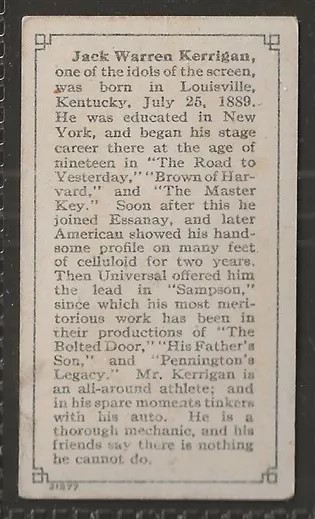 Jack Warren Kerrigan,
one of the idols of the screen,
was born in Louisville,
Kentucky, July 25, 1889.
He was educated in New
York, and began his stage
career there at the age of
nineteen in "The Road to
Yesterday," "Brown of Har-
vard," and "The Master
Key." Soon after this he
joined Essanay, and later
American showed his hand-
some profile on many feet
of celluloid for two years.
Then Universal offered him
the lead in "Sampson,"
since which his most meri-
torious work has been in
their productions of "The
Bolted Door," "His Father's
Son," and "Pennington's
Legacy." Mr. Kerrigan is
an all-around athlete; and
in his spare moments tinkers
with his auto. He is a
thorough mechanic, and his
friends say there is nothing
he cannot do.
21877